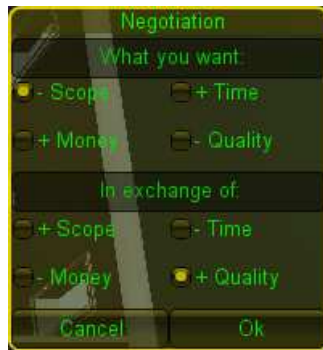 Negotiation
What you want:
- Scope + Time
+ Money - Quality
In exchange of:
+ Scope - Time
- Money + Quality
Cancel Ok